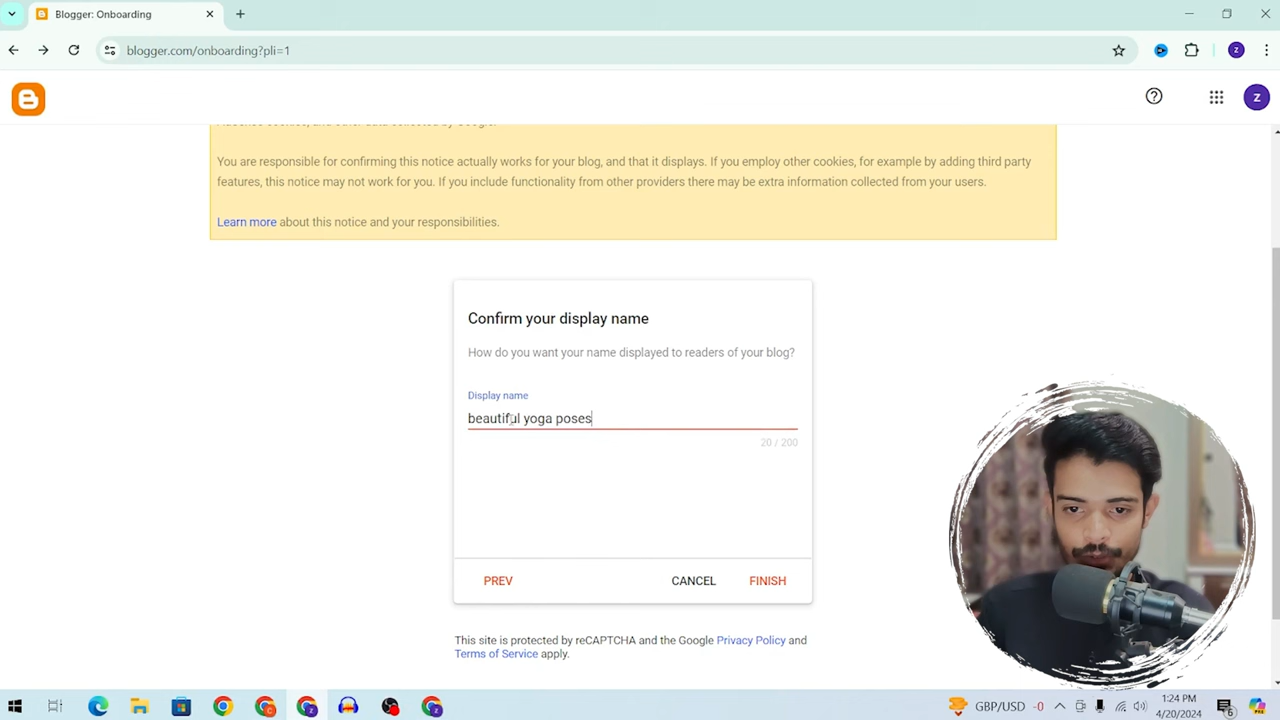 Blogger: Onboarding
blogger.com/onboarding?pli=1
z
z
You are responsible for confirming this notice actually works for your blog, and that it displays. If you employ other cookies, for example by adding third party
features, this notice may not work for you. If you include functionality from other providers there may be extra information collected from your users.
Learn more about this notice and your responsibilities.
Confirm your display name
How do you want your name displayed to readers of your blog?
Display name
beautiful yoga poses
20 / 200
PREV CANCEL FINISH
This site is protected by reCAPTCHA and the Google Privacy Policy and
Terms of Service apply.
GBP/USD -0
1:24 PM
4/20/2024
6